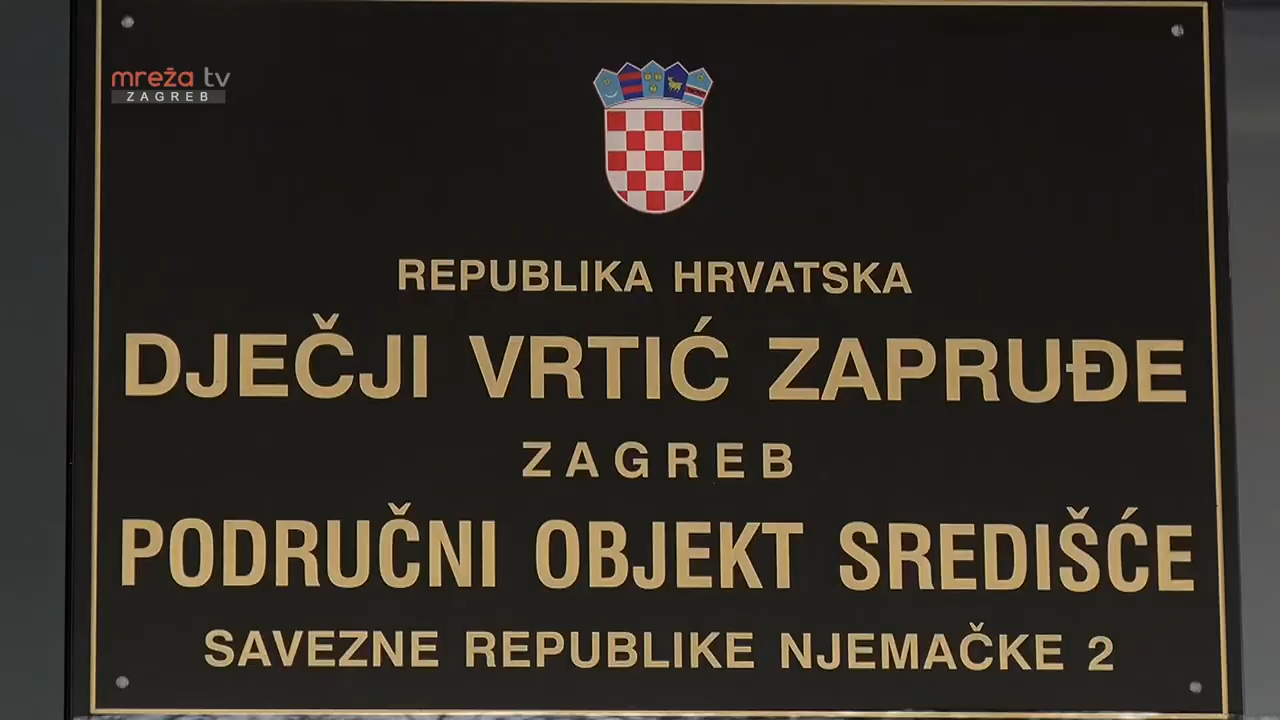 mreža tv
ZAGREB
REPUBLIKA HRVATSKA
DJEČJI VRTIĆ ZAPRUĐE
ZAGREB
PODRUČNI OBJEKT SREDIŠĆE
SAVEZNE REPUBLIKE NJEMAČKE 2